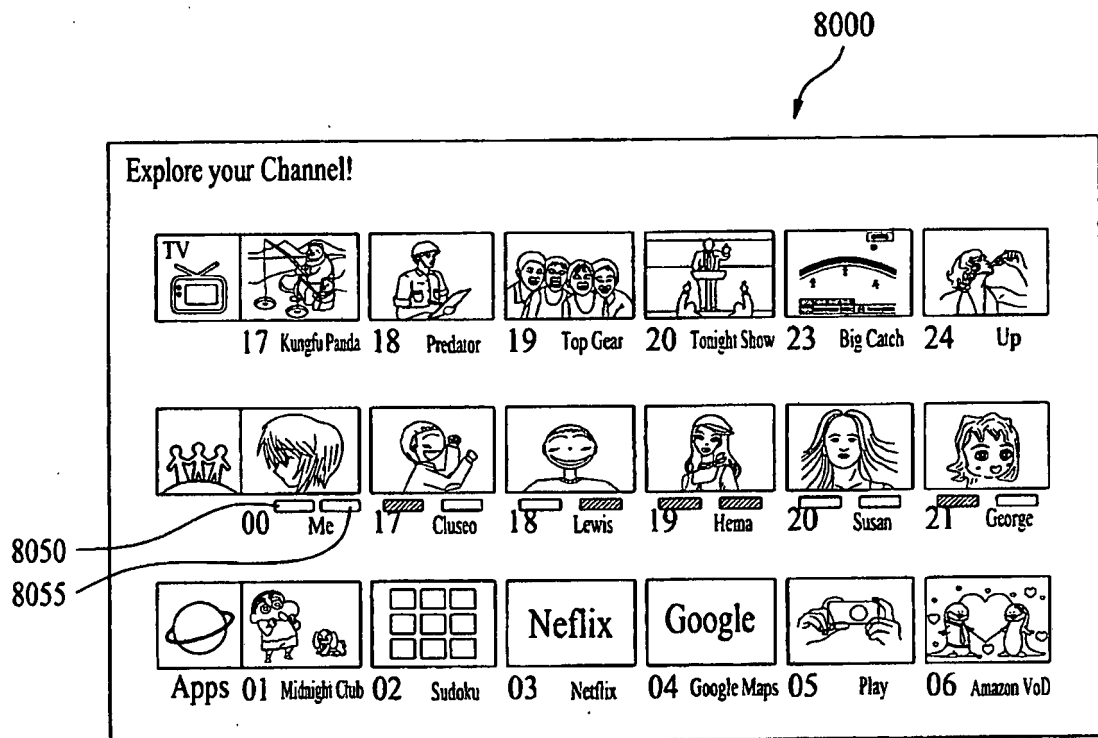 8000
Explore your Channel!
TV
17 Kungfu Panda 18 Predator 19 Top Gear 20 Tonight Show 23 Big Catch 24 Up
00 Me 17 Cluseo 18 Lewis 19 Hema 20 Susan 21 George
8050
8055
Neflix Google
Apps 01 Midnight Club 02 Sudoku 03 Netflix 04 Google Maps 05 Play 06 Amazon VoD